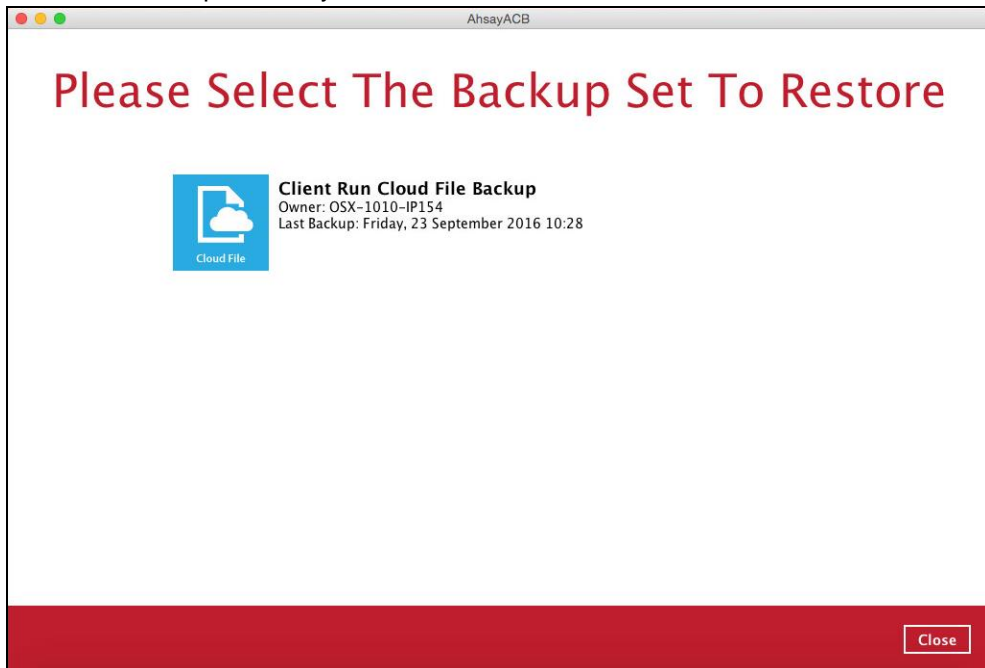 AhsayACB
Please Select The Backup Set To Restore
Client Run Cloud File Backup
Owner: OSX-1010-IP154
Last Backup: Friday, 23 September 2016 10:28
Cloud File
Close